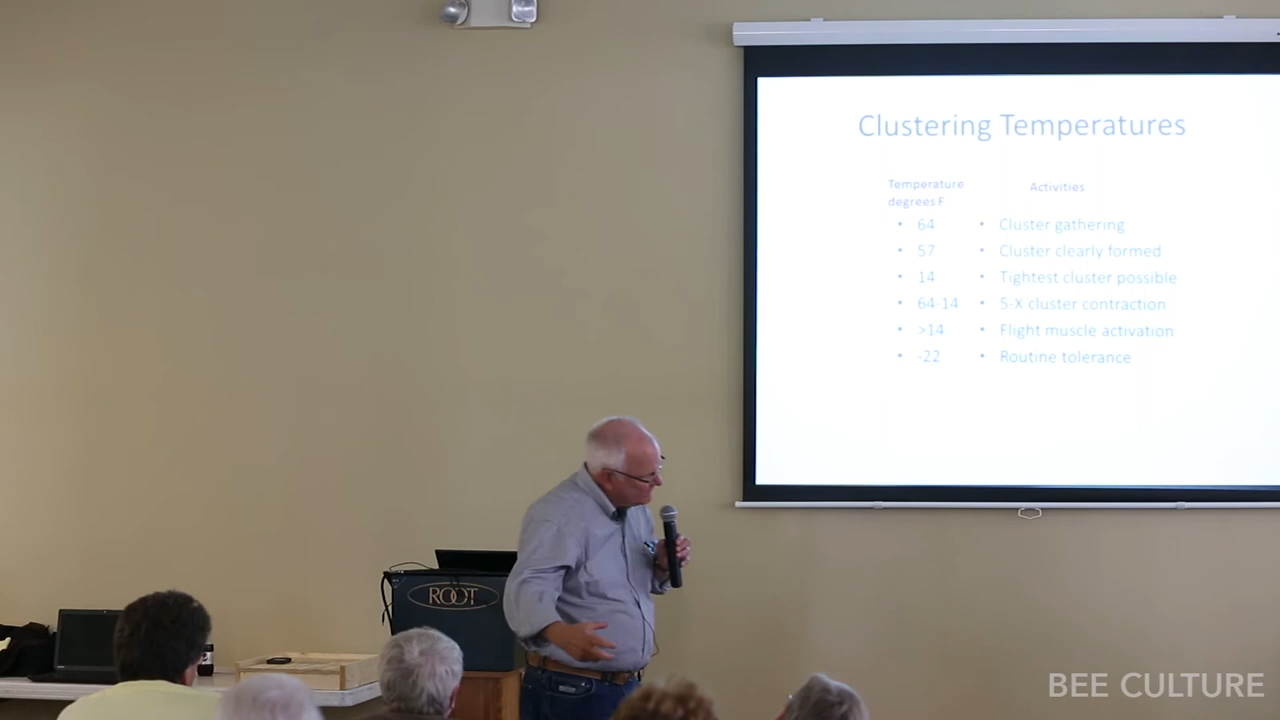 Clustering Temperatures
Temperature
degrees F
Activities
• 64 • Cluster gathering
• 57 • Cluster clearly formed
• 14 • Tightest cluster possible
• 64-14 • 5-X cluster contraction
• >14 • Flight muscle activation
• -22 • Routine tolerance
ROOT
BEE CULTURE